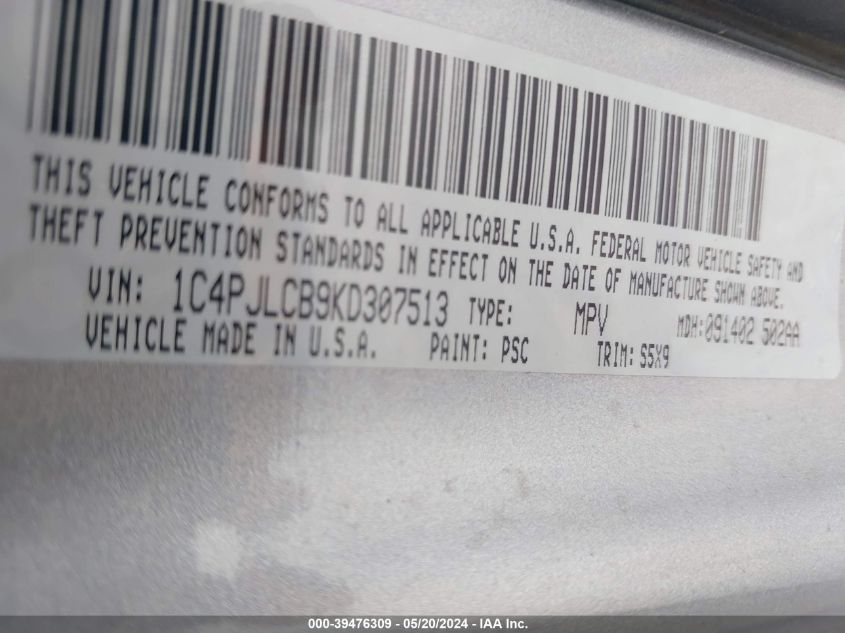 THIS VEHICLE CONFORMS TO ALL APPLICABLE U.S.A. FEDERAL MOTOR VEHICLE SAFETY AND
THEFT PREVENTION STANDARDS IN EFFECT ON THE DATE OF MANUFACTURE SHOWN ABOVE.
VIN: 1C4PJLCB9KD307513 TYPE: MPV MDH:091402 502AA
VEHICLE MADE IN U.S.A. PAINT: PSC TRIM: S5X9
000-39476309 - 05/20/2024 - IAA Inc.